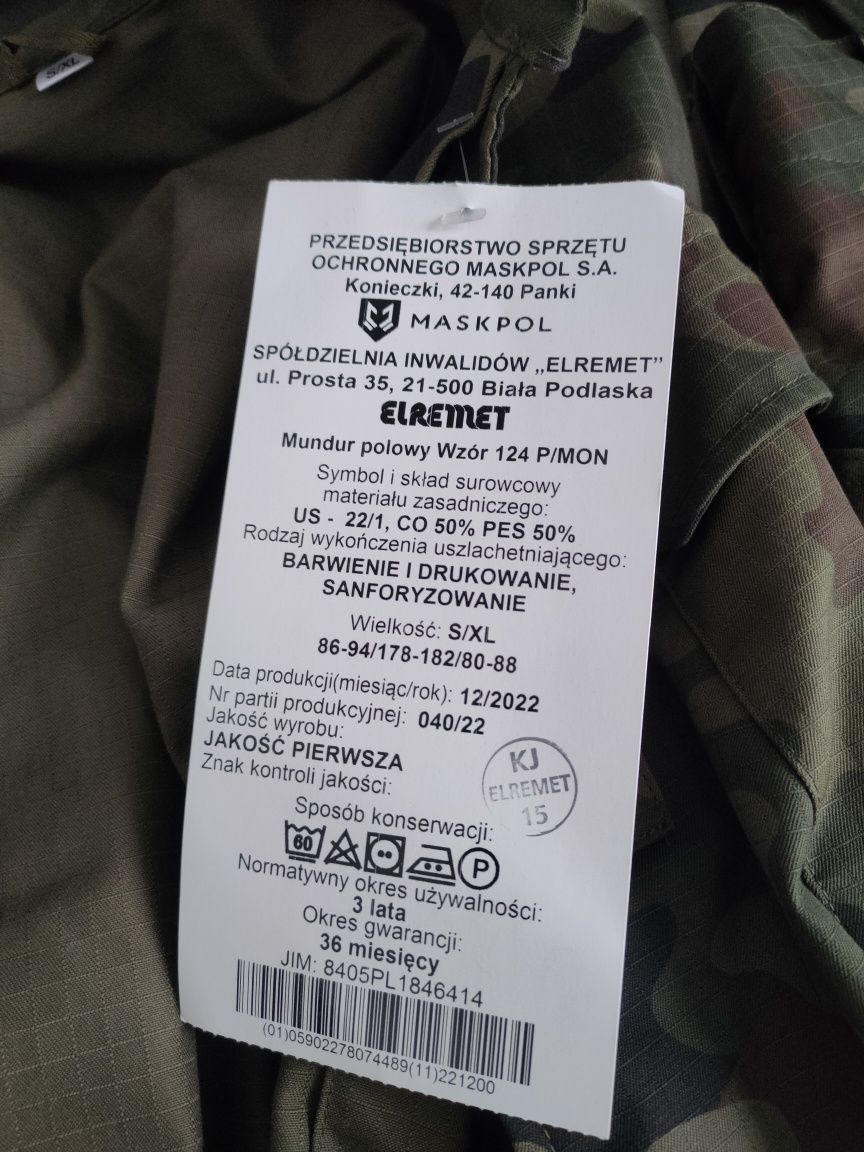 S/XL
PRZEDSIĘBIORSTWO SPRZĘTU
OCHRONNEGO MASKPOL S.A.
Konieczki, 42-140 Panki
MASKPOL
SPÓŁDZIELNIA INWALIDÓW „ELREMET”
ul. Prosta 35, 21-500 Biała Podlaska
ELREMET
Mundur polowy Wzór 124 P/MON
Symbol i skład surowcowy
materiału zasadniczego:
US - 22/1, CO 50% PES 50%
Rodzaj wykończenia uszlachetniającego:
BARWIENIE I DRUKOWANIE,
SANFORYZOWANIE
Wielkość: S/XL
86-94/178-182/80-88
Data produkcji(miesiąc/rok): 12/2022
Nr partii produkcyjnej: 040/22
Jakość wyrobu:
JAKOŚĆ PIERWSZA
Znak kontroli jakości:
KJ
ELREMET
15
Sposób konserwacji:
60 P
Normatywny okres używalności:
3 lata
Okres gwarancji:
36 miesięcy
JIM: 8405PL1846414
(01)05902278074489(11)221200